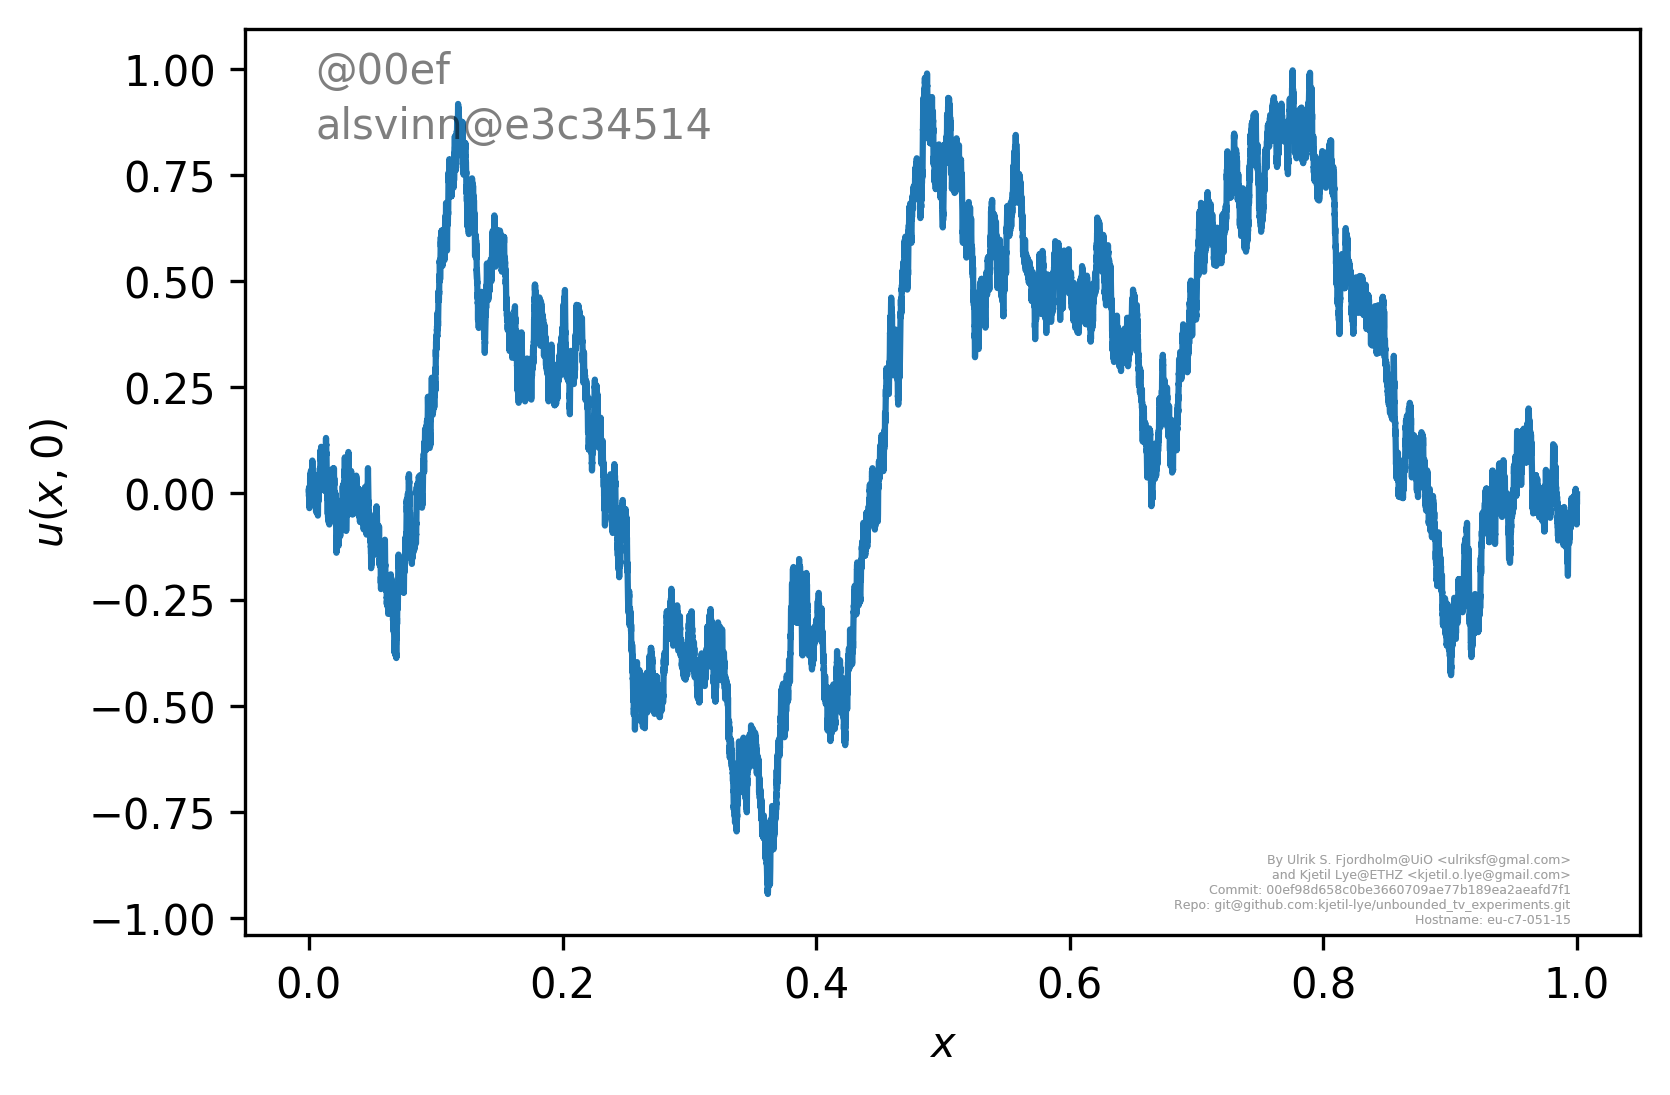 @00ef
alsvinn@e3c34514
1.00
0.75
0.50
0.25
0.00
−0.25
−0.50
−0.75
−1.00
u(x, 0)
By Ulrik S. Fjordholm@UiO <ulriksf@gmal.com>
and Kjetil Lye@ETHZ <kjetil.o.lye@gmail.com>
Commit: 00ef98d658c0be3660709ae77b189ea2aeafd7f1
Repo: git@github.com:kjetil-lye/unbounded_tv_experiments.git
Hostname: eu-c7-051-15
0.0 0.2 0.4 0.6 0.8 1.0
x